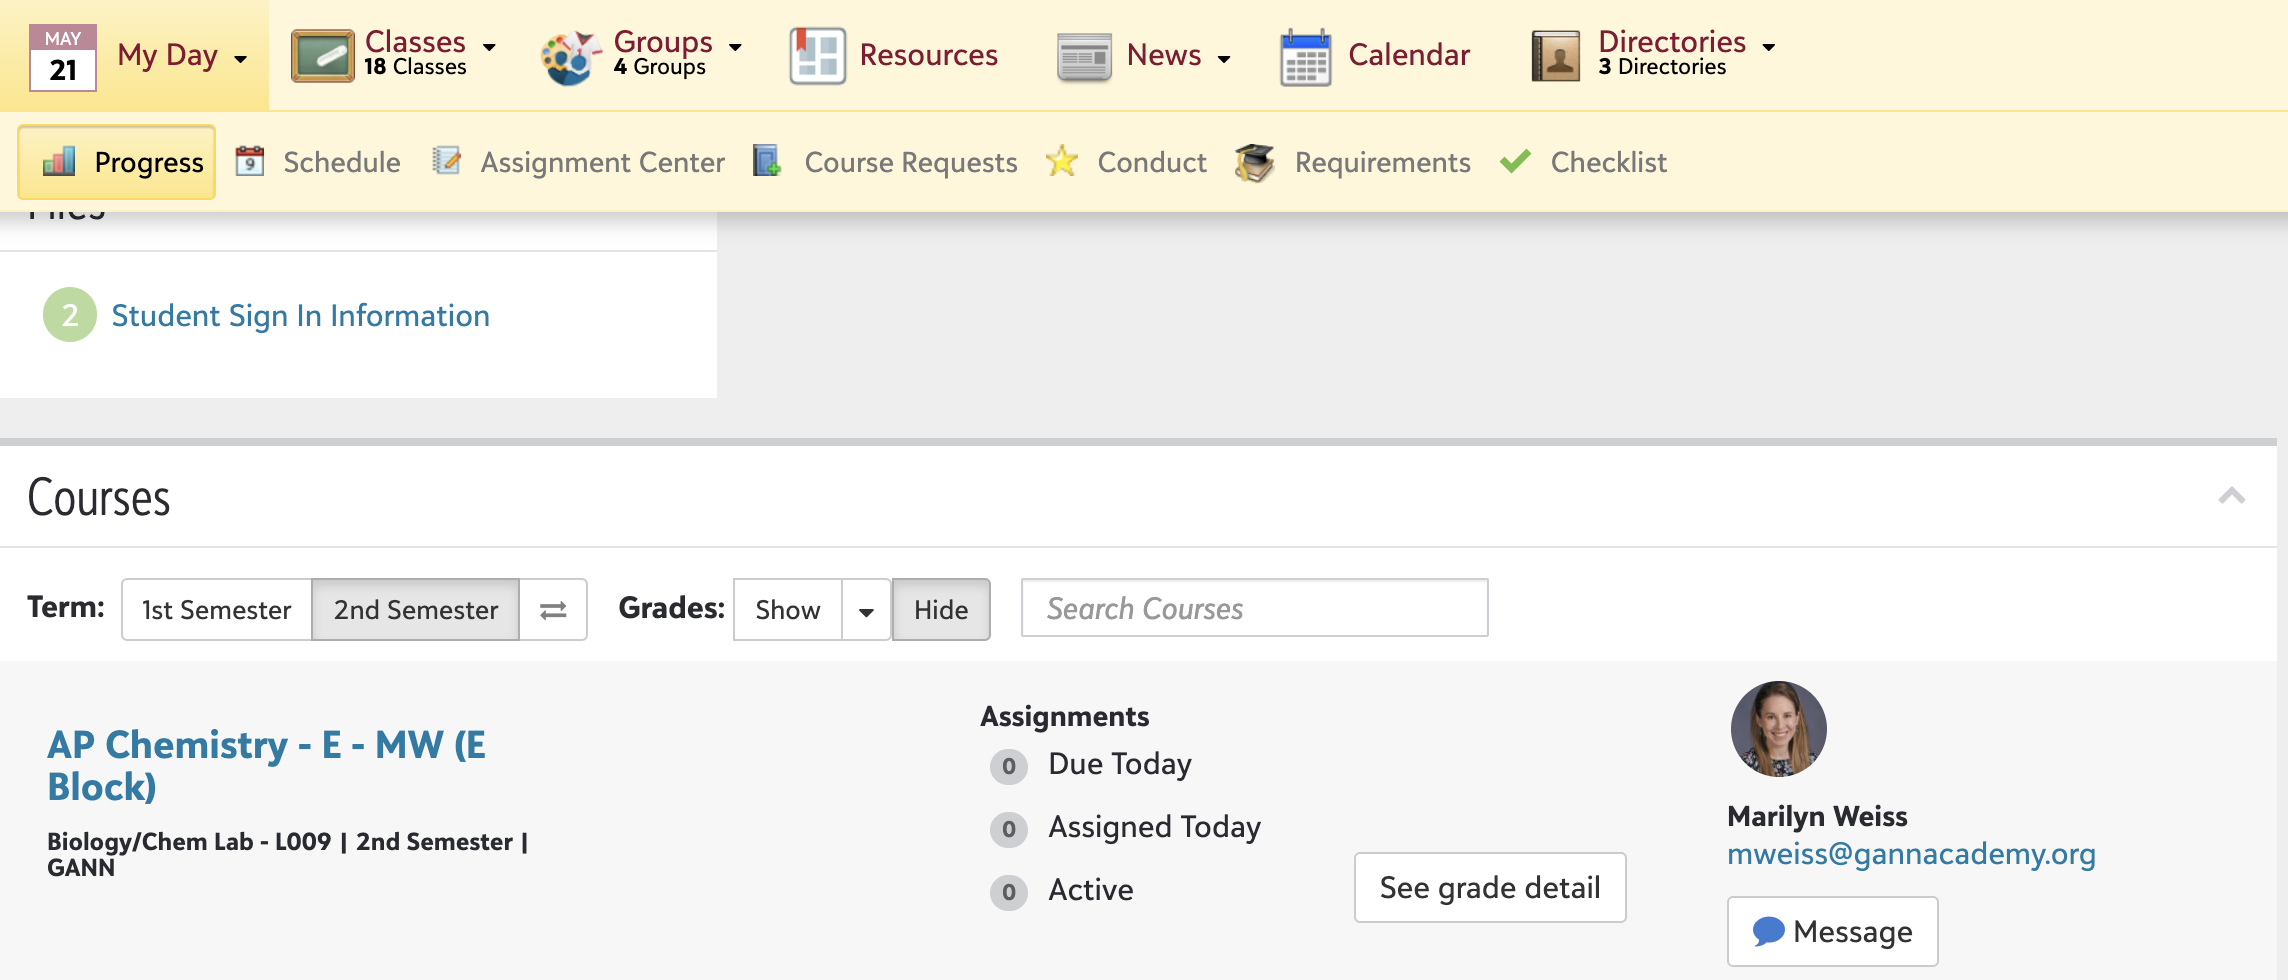 MAY
21
My Day
Classes
18 Classes
Groups
4 Groups
Resources
News
Calendar
Directories
3 Directories
Progress
9
Schedule
Assignment Center
Course Requests
Conduct
Requirements
Checklist
Files
2 Student Sign In Information
Courses
Term: 1st Semester 2nd Semester Grades: Show Hide Search Courses
AP Chemistry - E - MW (E
Block)
Biology/Chem Lab - L009 | 2nd Semester |
GANN
Assignments
0 Due Today
0 Assigned Today
0 Active
See grade detail
Marilyn Weiss
mweiss@gannacademy.org
Message